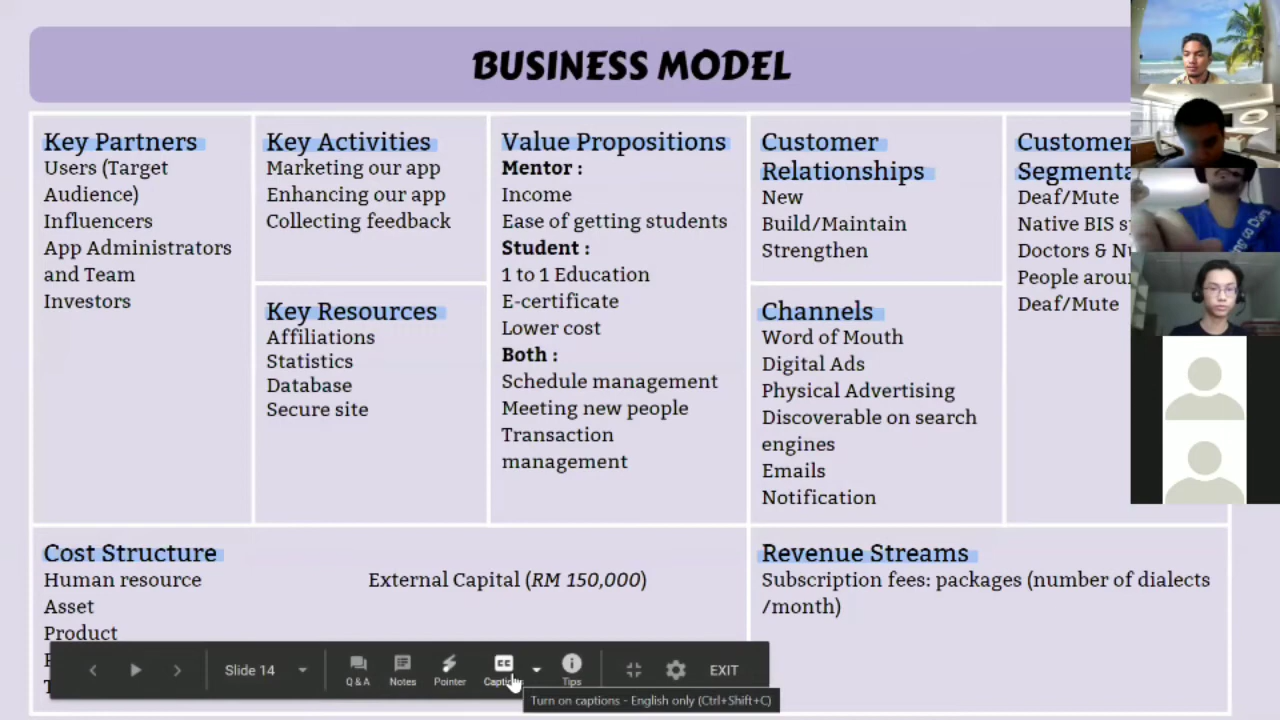 BUSINESS MODEL
Key Partners
Users (Target
Audience)
Influencers
App Administrators
and Team
Investors
Key Activities
Marketing our app
Enhancing our app
Collecting feedback
Key Resources
Affiliations
Statistics
Database
Secure site
Value Propositions
Mentor :
Income
Ease of getting students
Student :
1 to 1 Education
E-certificate
Lower cost
Both :
Schedule management
Meeting new people
Transaction
management
Customer
Relationships
New
Build/Maintain
Strengthen
Channels
Word of Mouth
Digital Ads
Physical Advertising
Discoverable on search
engines
Emails
Notification
Customer
Deaf/Mute
Native BIS
Doctors &
People
Deaf/Mute
Cost Structure
Human resource
Asset
Product
External Capital (RM 150,000)
Revenue Streams
Subscription fees: packages (number of dialects
/month)
Slide 14
Q & A
Notes
Pointer
Tips
EXIT
Turn on captions - English only (Ctrl+Shift+C)